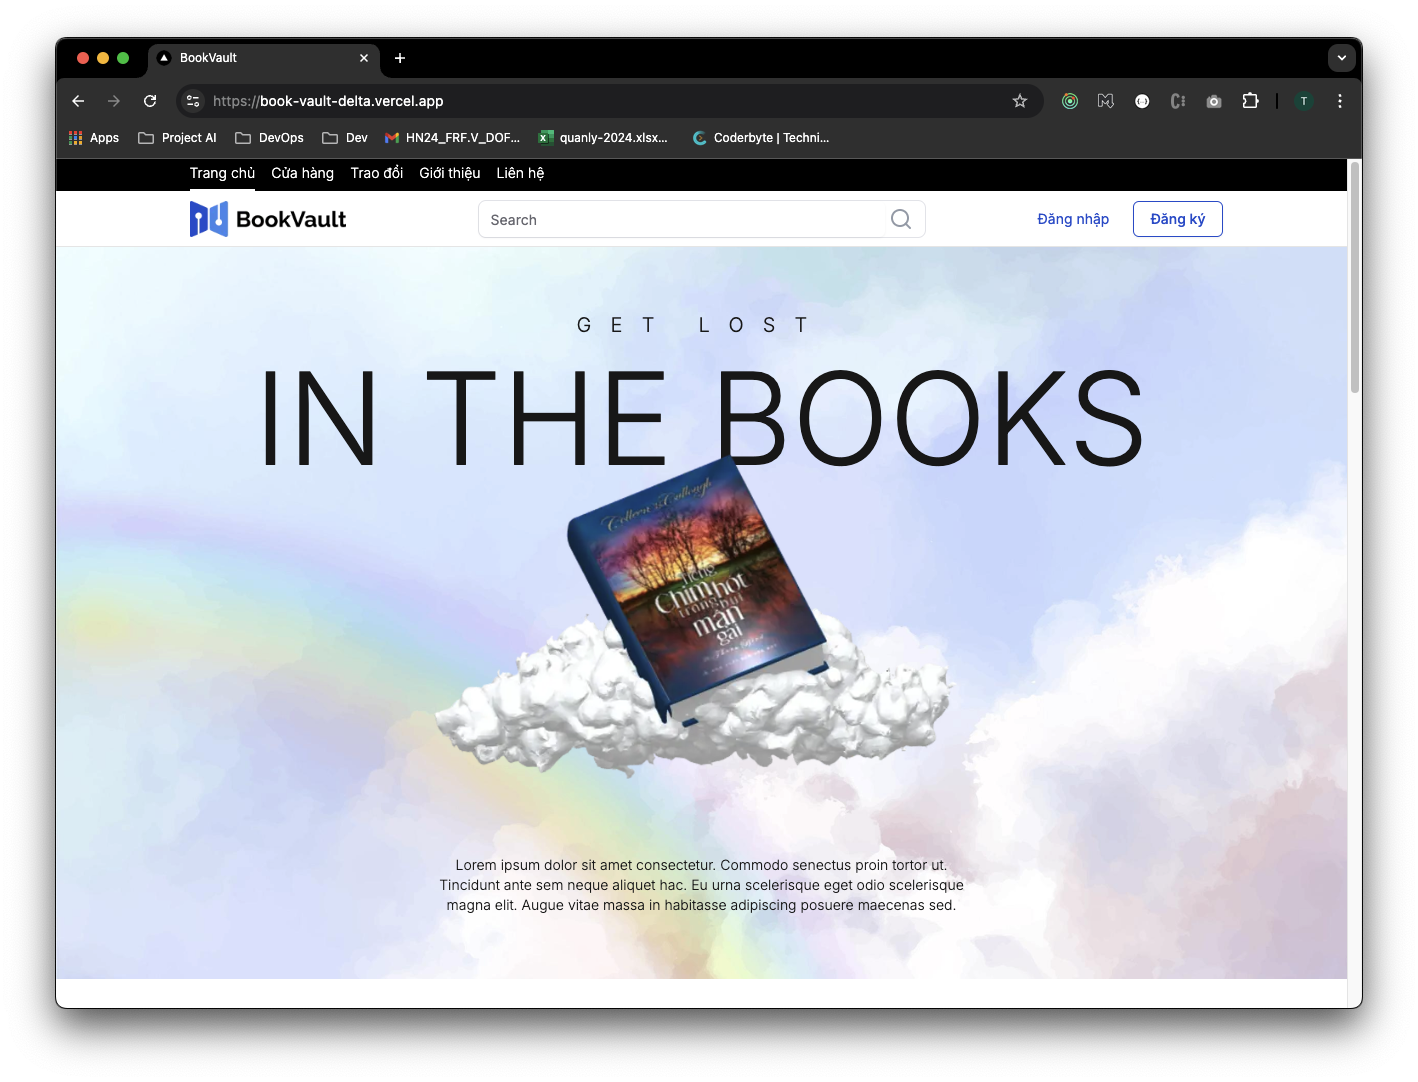 BookVault
https://book-vault-delta.vercel.app
T
Apps Project AI DevOps Dev HN24_FRF.V_DOF... quanly-2024.xlsx... Coderbyte | Techni...
Trang chủ Cửa hàng Trao đổi Giới thiệu Liên hệ
BookVault Search Đăng nhập Đăng ký
GET LOST
IN THE BOOKS
Colleen McCullough
Tiếng
Chim hót
trong bụi
mận
gai
Lorem ipsum dolor sit amet consectetur. Commodo senectus proin tortor ut.
Tincidunt ante sem neque aliquet hac. Eu urna scelerisque eget odio scelerisque
magna elit. Augue vitae massa in habitasse adipiscing posuere maecenas sed.